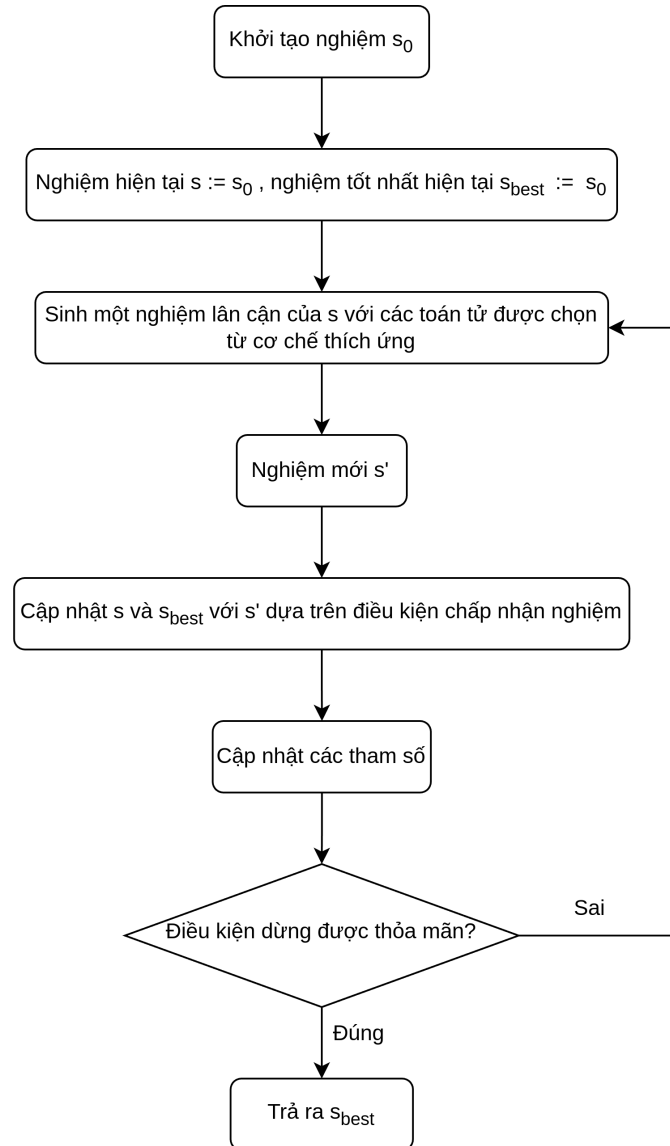 Khởi tạo nghiệm s0
Nghiệm hiện tại s := s0 , nghiệm tốt nhất hiện tại sbest := s0
Sinh một nghiệm lân cận của s với các toán tử được chọn
từ cơ chế thích ứng
Nghiệm mới s'
Cập nhật s và sbest với s' dựa trên điều kiện chấp nhận nghiệm
Cập nhật các tham số
Điều kiện dừng được thỏa mãn?
Sai
Đúng
Trả ra sbest